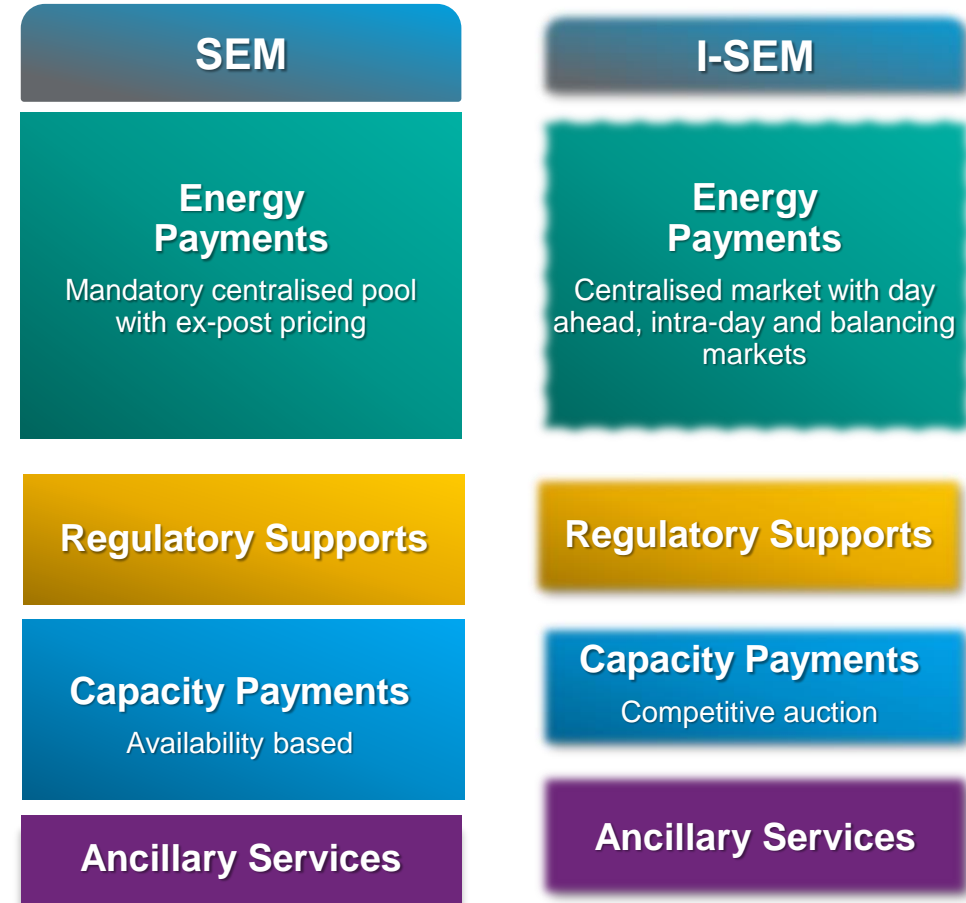 SEM
Energy
Payments
Mandatory centralised pool
with ex-post pricing
Regulatory Supports
Capacity Payments
Availability based
Ancillary Services
I-SEM
Energy
Payments
Centralised market with day
ahead, intra-day and balancing
markets
Regulatory Supports
Capacity Payments
Competitive auction
Ancillary Services